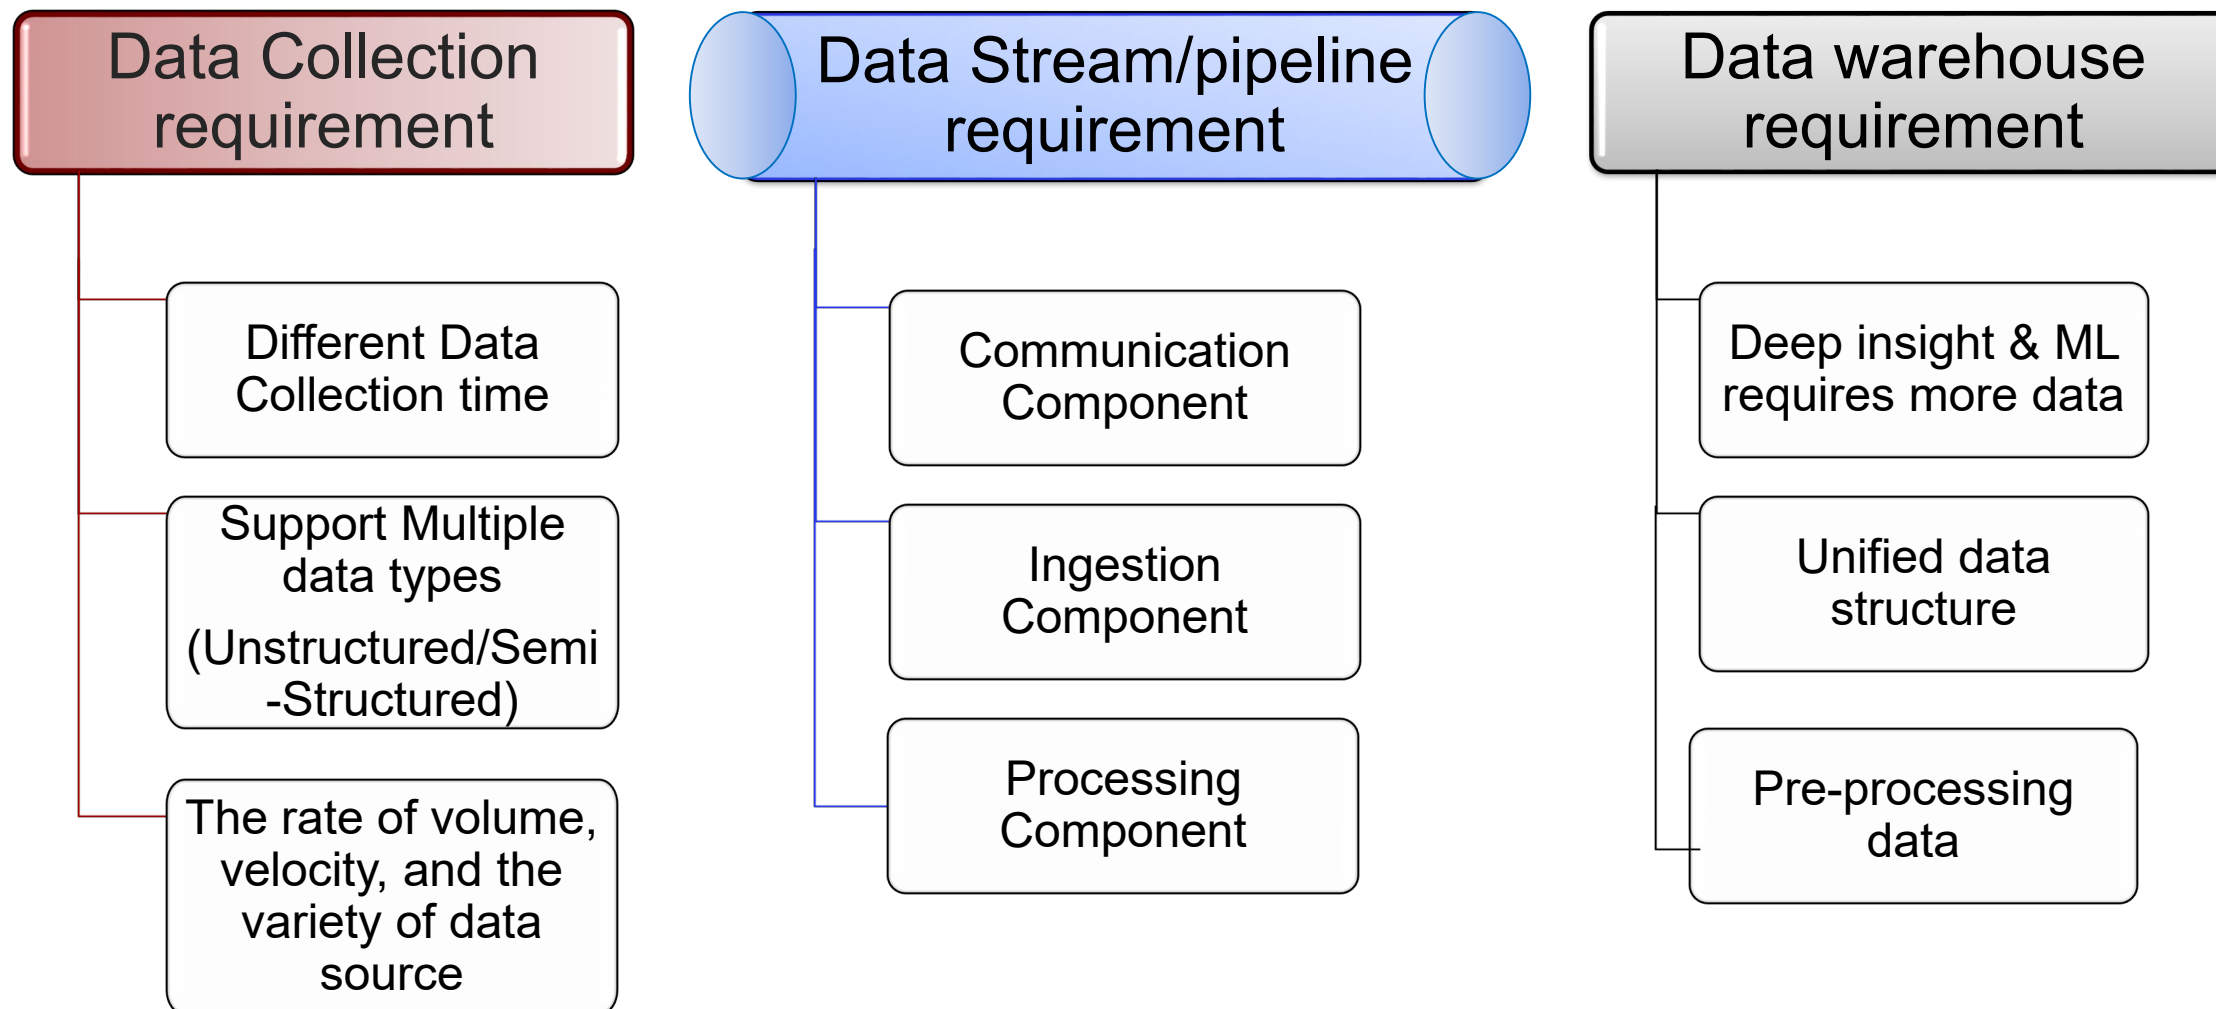 Data Collection
requirement
Different Data
Collection time
Support Multiple
data types
(Unstructured/Semi
-Structured)
The rate of volume,
velocity, and the
variety of data
source
Data Stream/pipeline
requirement
Communication
Component
Ingestion
Component
Processing
Component
Data warehouse
requirement
Deep insight & ML
requires more data
Unified data
structure
Pre-processing
data